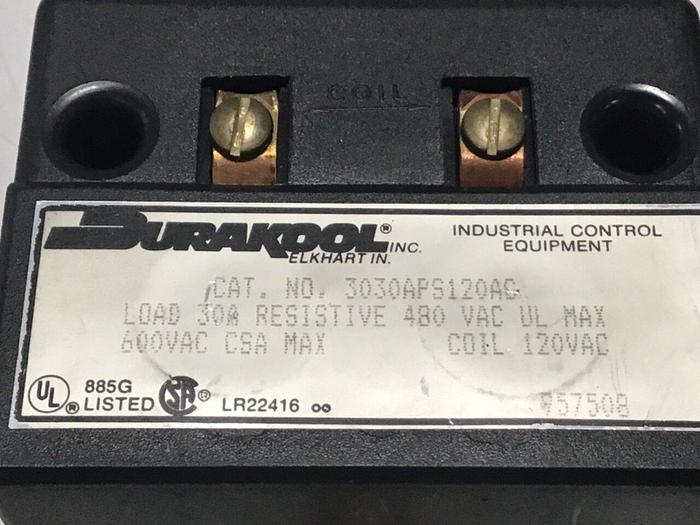 COIL
DURAKOOL® INC.
ELKHART IN.
INDUSTRIAL CONTROL
EQUIPMENT
CAT. NO. 3030APS120AC
LOAD 30A RESISTIVE 480 VAC UL MAX
600VAC CSA MAX COIL 120VAC
UL ® 885G
LISTED SA ® LR22416
957508